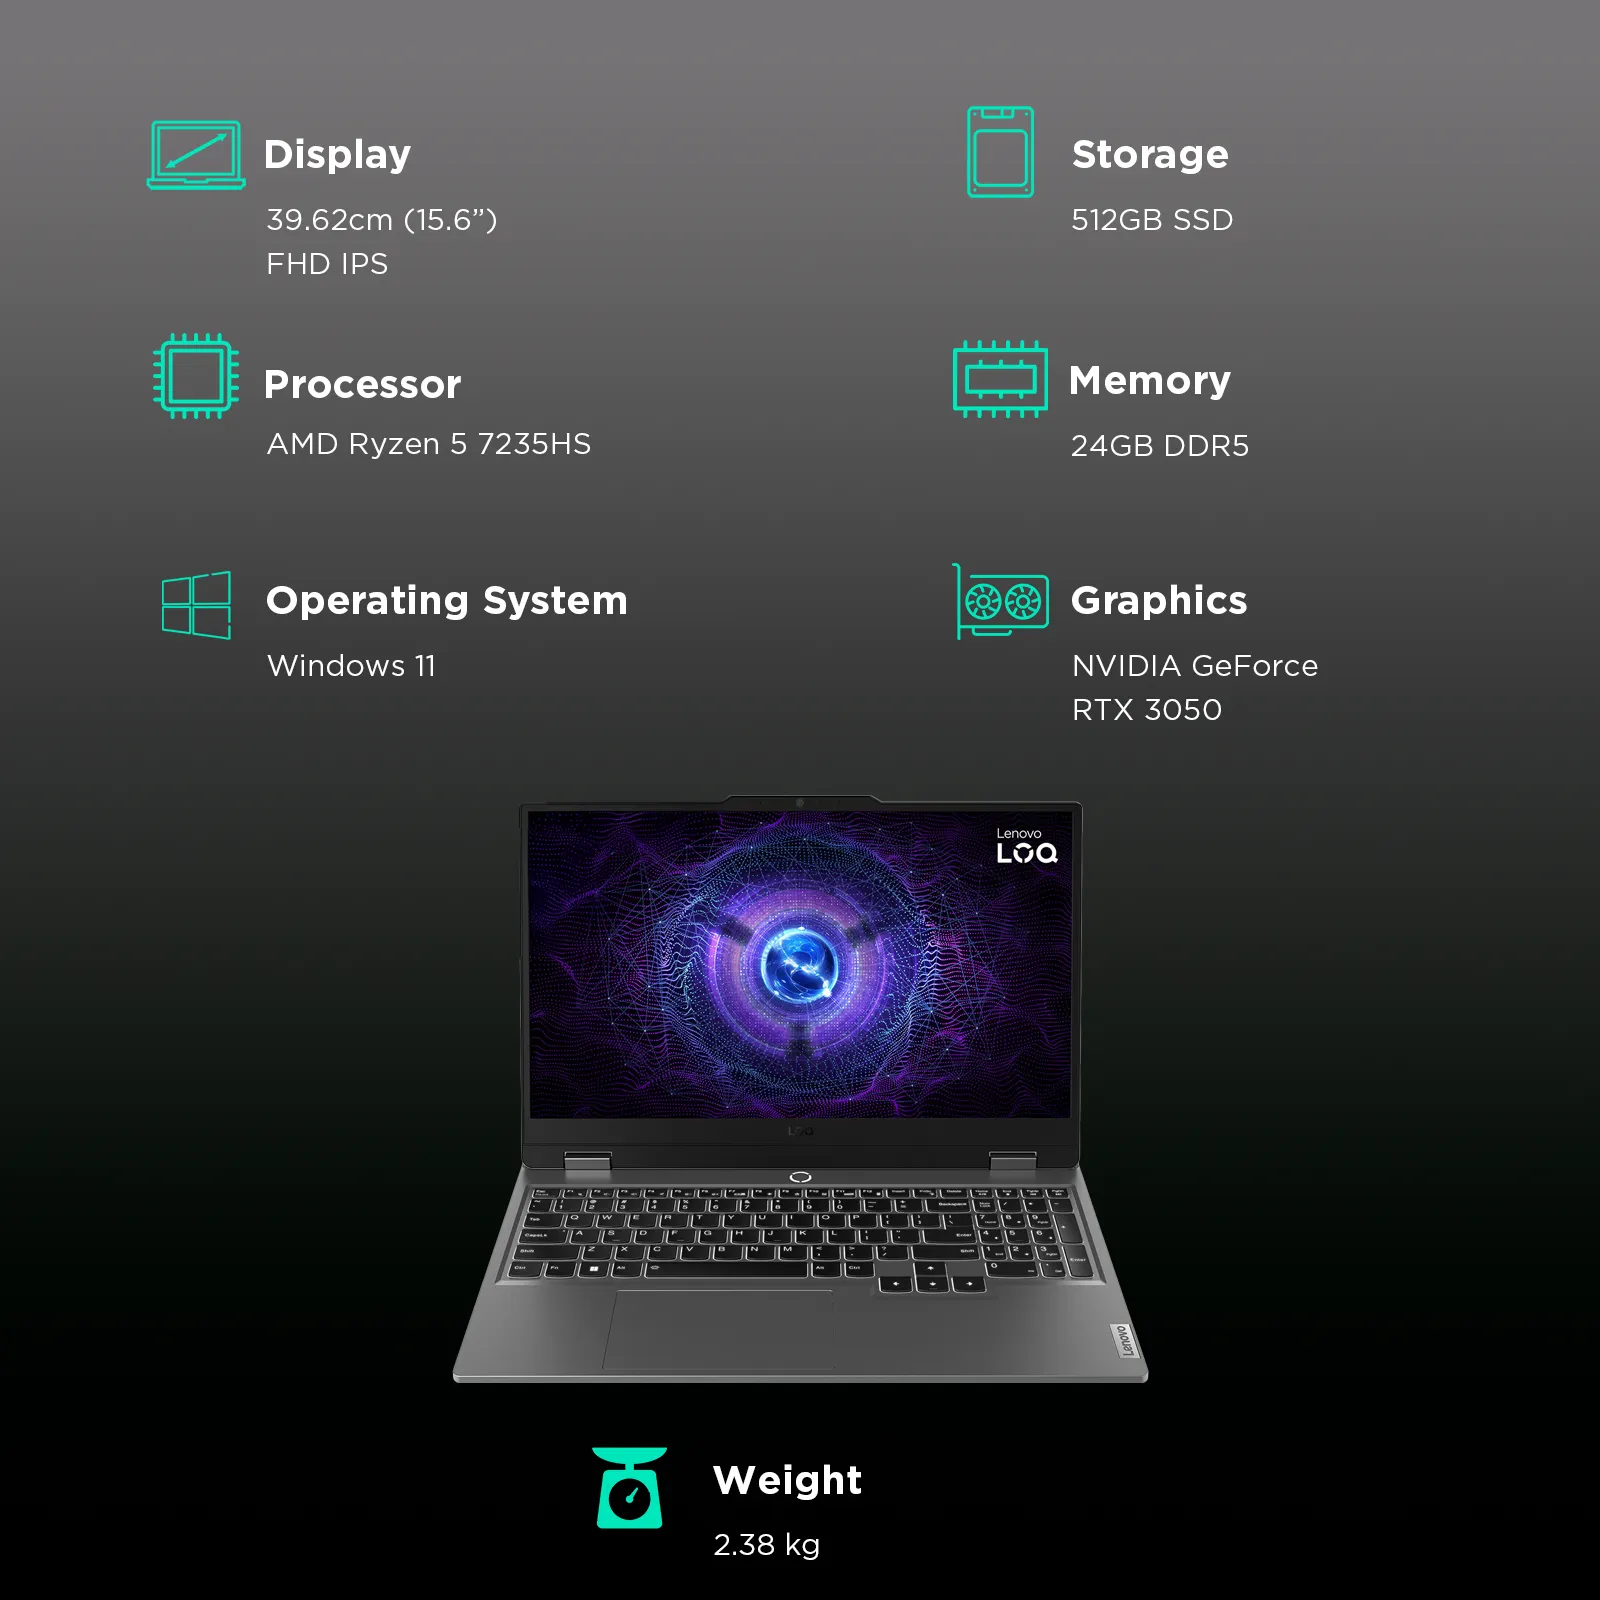 Display
39.62cm (15.6”)
FHD IPS
Storage
512GB SSD
Processor
AMD Ryzen 5 7235HS
Memory
24GB DDR5
Operating System
Windows 11
Graphics
NVIDIA GeForce
RTX 3050
Lenovo
LOQ
Lenovo
Weight
2.38 kg